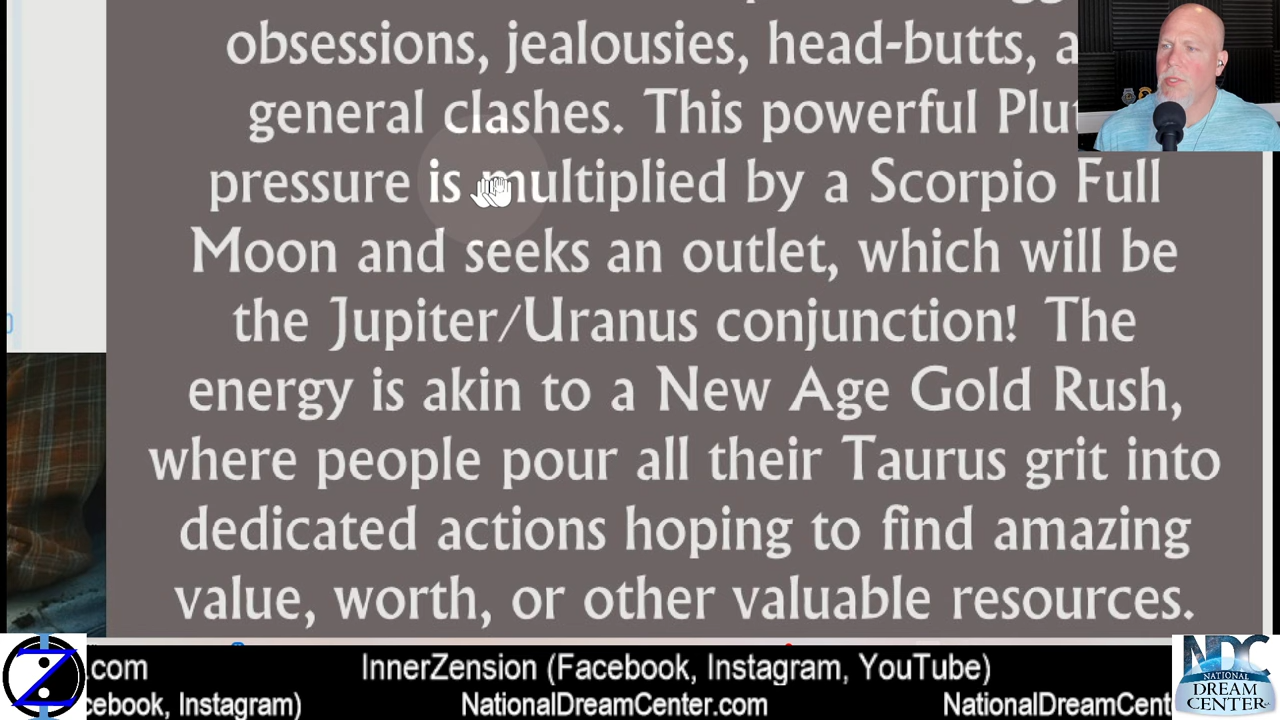 obsessions, jealousies, head-butts, a
general clashes. This powerful Plut
pressure is multiplied by a Scorpio Full
Moon and seeks an outlet, which will be
the Jupiter/Uranus conjunction! The
energy is akin to a New Age Gold Rush,
where people pour all their Taurus grit into
dedicated actions hoping to find amazing
value, worth, or other valuable resources.
.com InnerZension (Facebook, Instagram, YouTube)
cebook, Instagram) NationalDreamCenter.com NationalDreamCent
NDC
NATIONAL
DREAM
CENTER